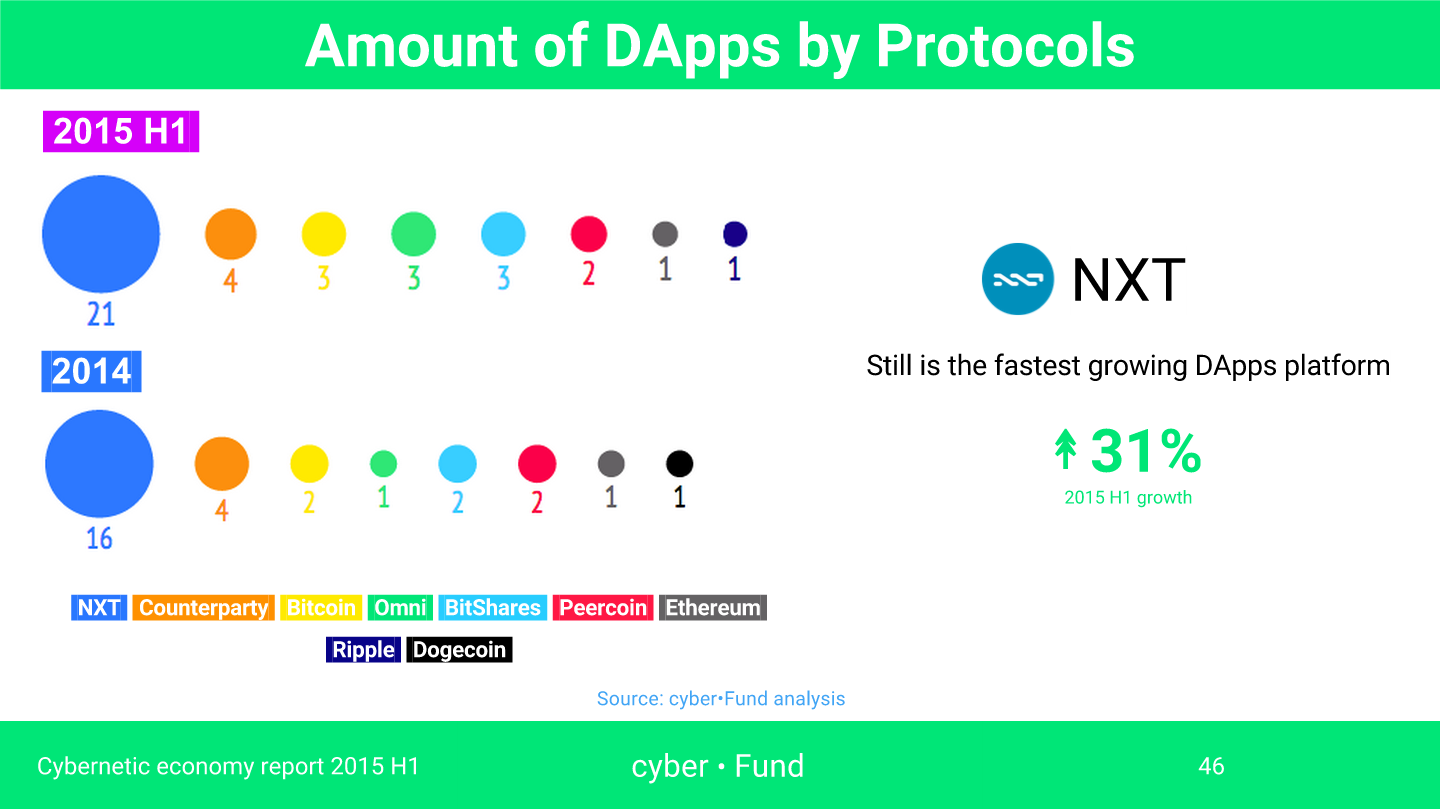 Amount of DApps by Protocols
2015 H1
21
4
3
3
3
2
1
1
2014
16
4
2
1
2
2
1
1
NXT Counterparty Bitcoin Omni BitShares Peercoin Ethereum
Ripple Dogecoin
NXT
Still is the fastest growing DApps platform
31%
2015 H1 growth
Source: cyber•Fund analysis
Cybernetic economy report 2015 H1
cyber • Fund
46